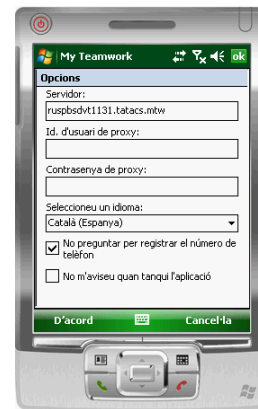 My Teamwork
ok
Opcions
Servidor:
ruspbsdvt1131.tatacs.mtw
Id. d'usuari de proxy:
Contrasenya de proxy:
Seleccioneu un idioma:
Català (Espanya)
No preguntar per registrar el número de
telèfon
No m'aviseu quan tanqui l'aplicació
D'acord
Cancel·la